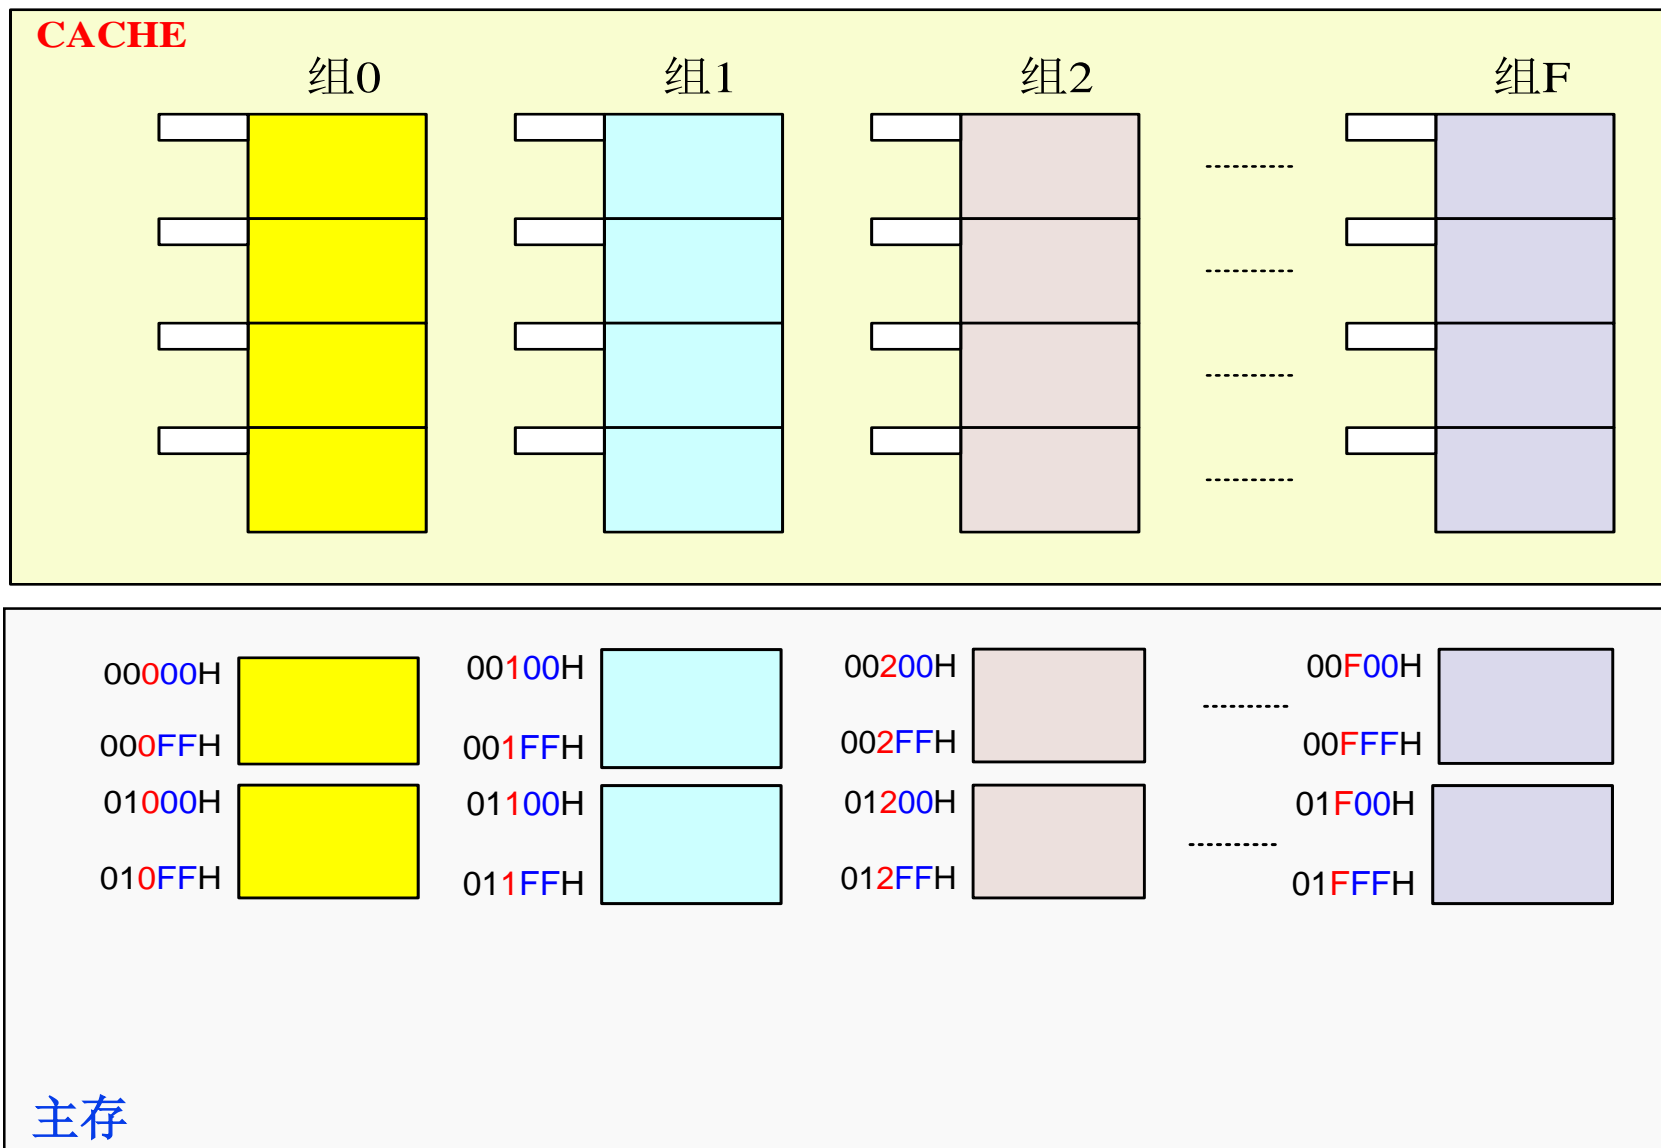 CACHE
组0 组1 组2 组F
00000H 00100H 00200H 00F00H
000FFH 001FFH 002FFH 00FFFH
01000H 01100H 01200H 01F00H
010FFH 011FFH 012FFH 01FFFH
主存